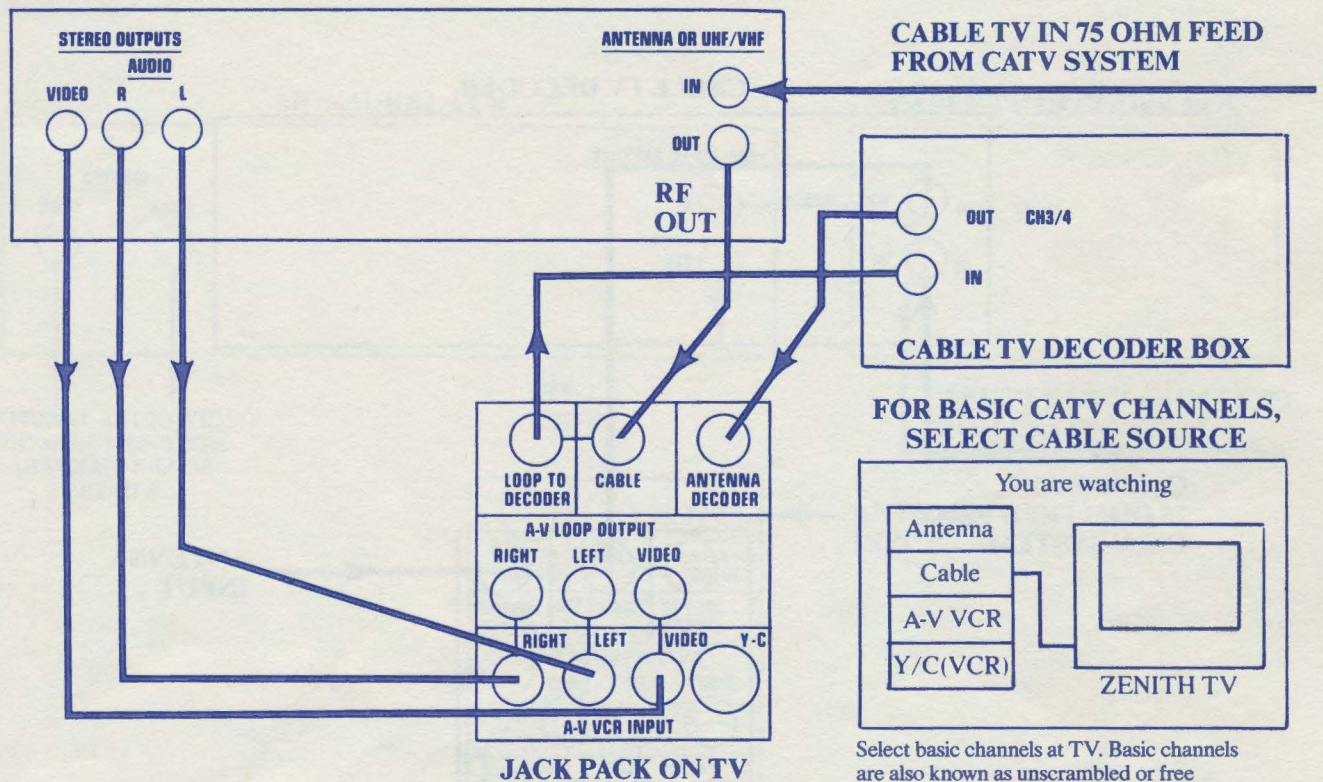 STEREO OUTPUTS
AUDIO
VIDEO R L
ANTENNA OR UHF/VHF
IN
OUT
RF
OUT
CABLE TV IN 75 OHM FEED
FROM CATV SYSTEM
OUT CH3/4
IN
CABLE TV DECODER BOX
LOOP TO
DECODER
CABLE
ANTENNA
DECODER
A-V LOOP OUTPUT
RIGHT LEFT VIDEO
RIGHT LEFT VIDEO Y-C
A-V VCR INPUT
JACK PACK ON TV
FOR BASIC CATV CHANNELS,
SELECT CABLE SOURCE
You are watching
Antenna
Cable
A-V VCR
Y/C(VCR)
ZENITH TV
Select basic channels at TV. Basic channels
are also known as unscrambled or free